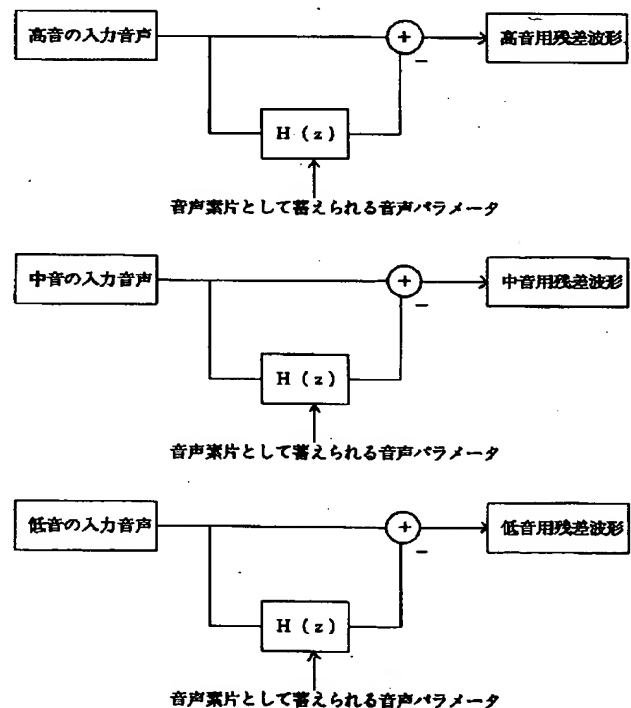 高音の入力音声
+
−
高音用残差波形
H（z）
音声素片として蓄えられる音声パラメータ
中音の入力音声
+
−
中音用残差波形
H（z）
音声素片として蓄えられる音声パラメータ
低音の入力音声
+
−
低音用残差波形
H（z）
音声素片として蓄えられる音声パラメータ